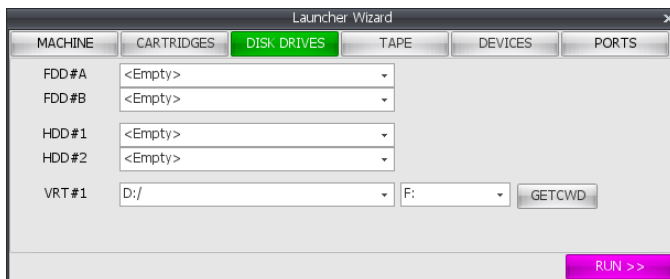 Launcher Wizard
MACHINE CARTRIDGES DISK DRIVES TAPE DEVICES PORTS
FDD#A <Empty>
FDD#B <Empty>
HDD#1 <Empty>
HDD#2 <Empty>
VRT#1 D:/ F: GETCWD
RUN >>